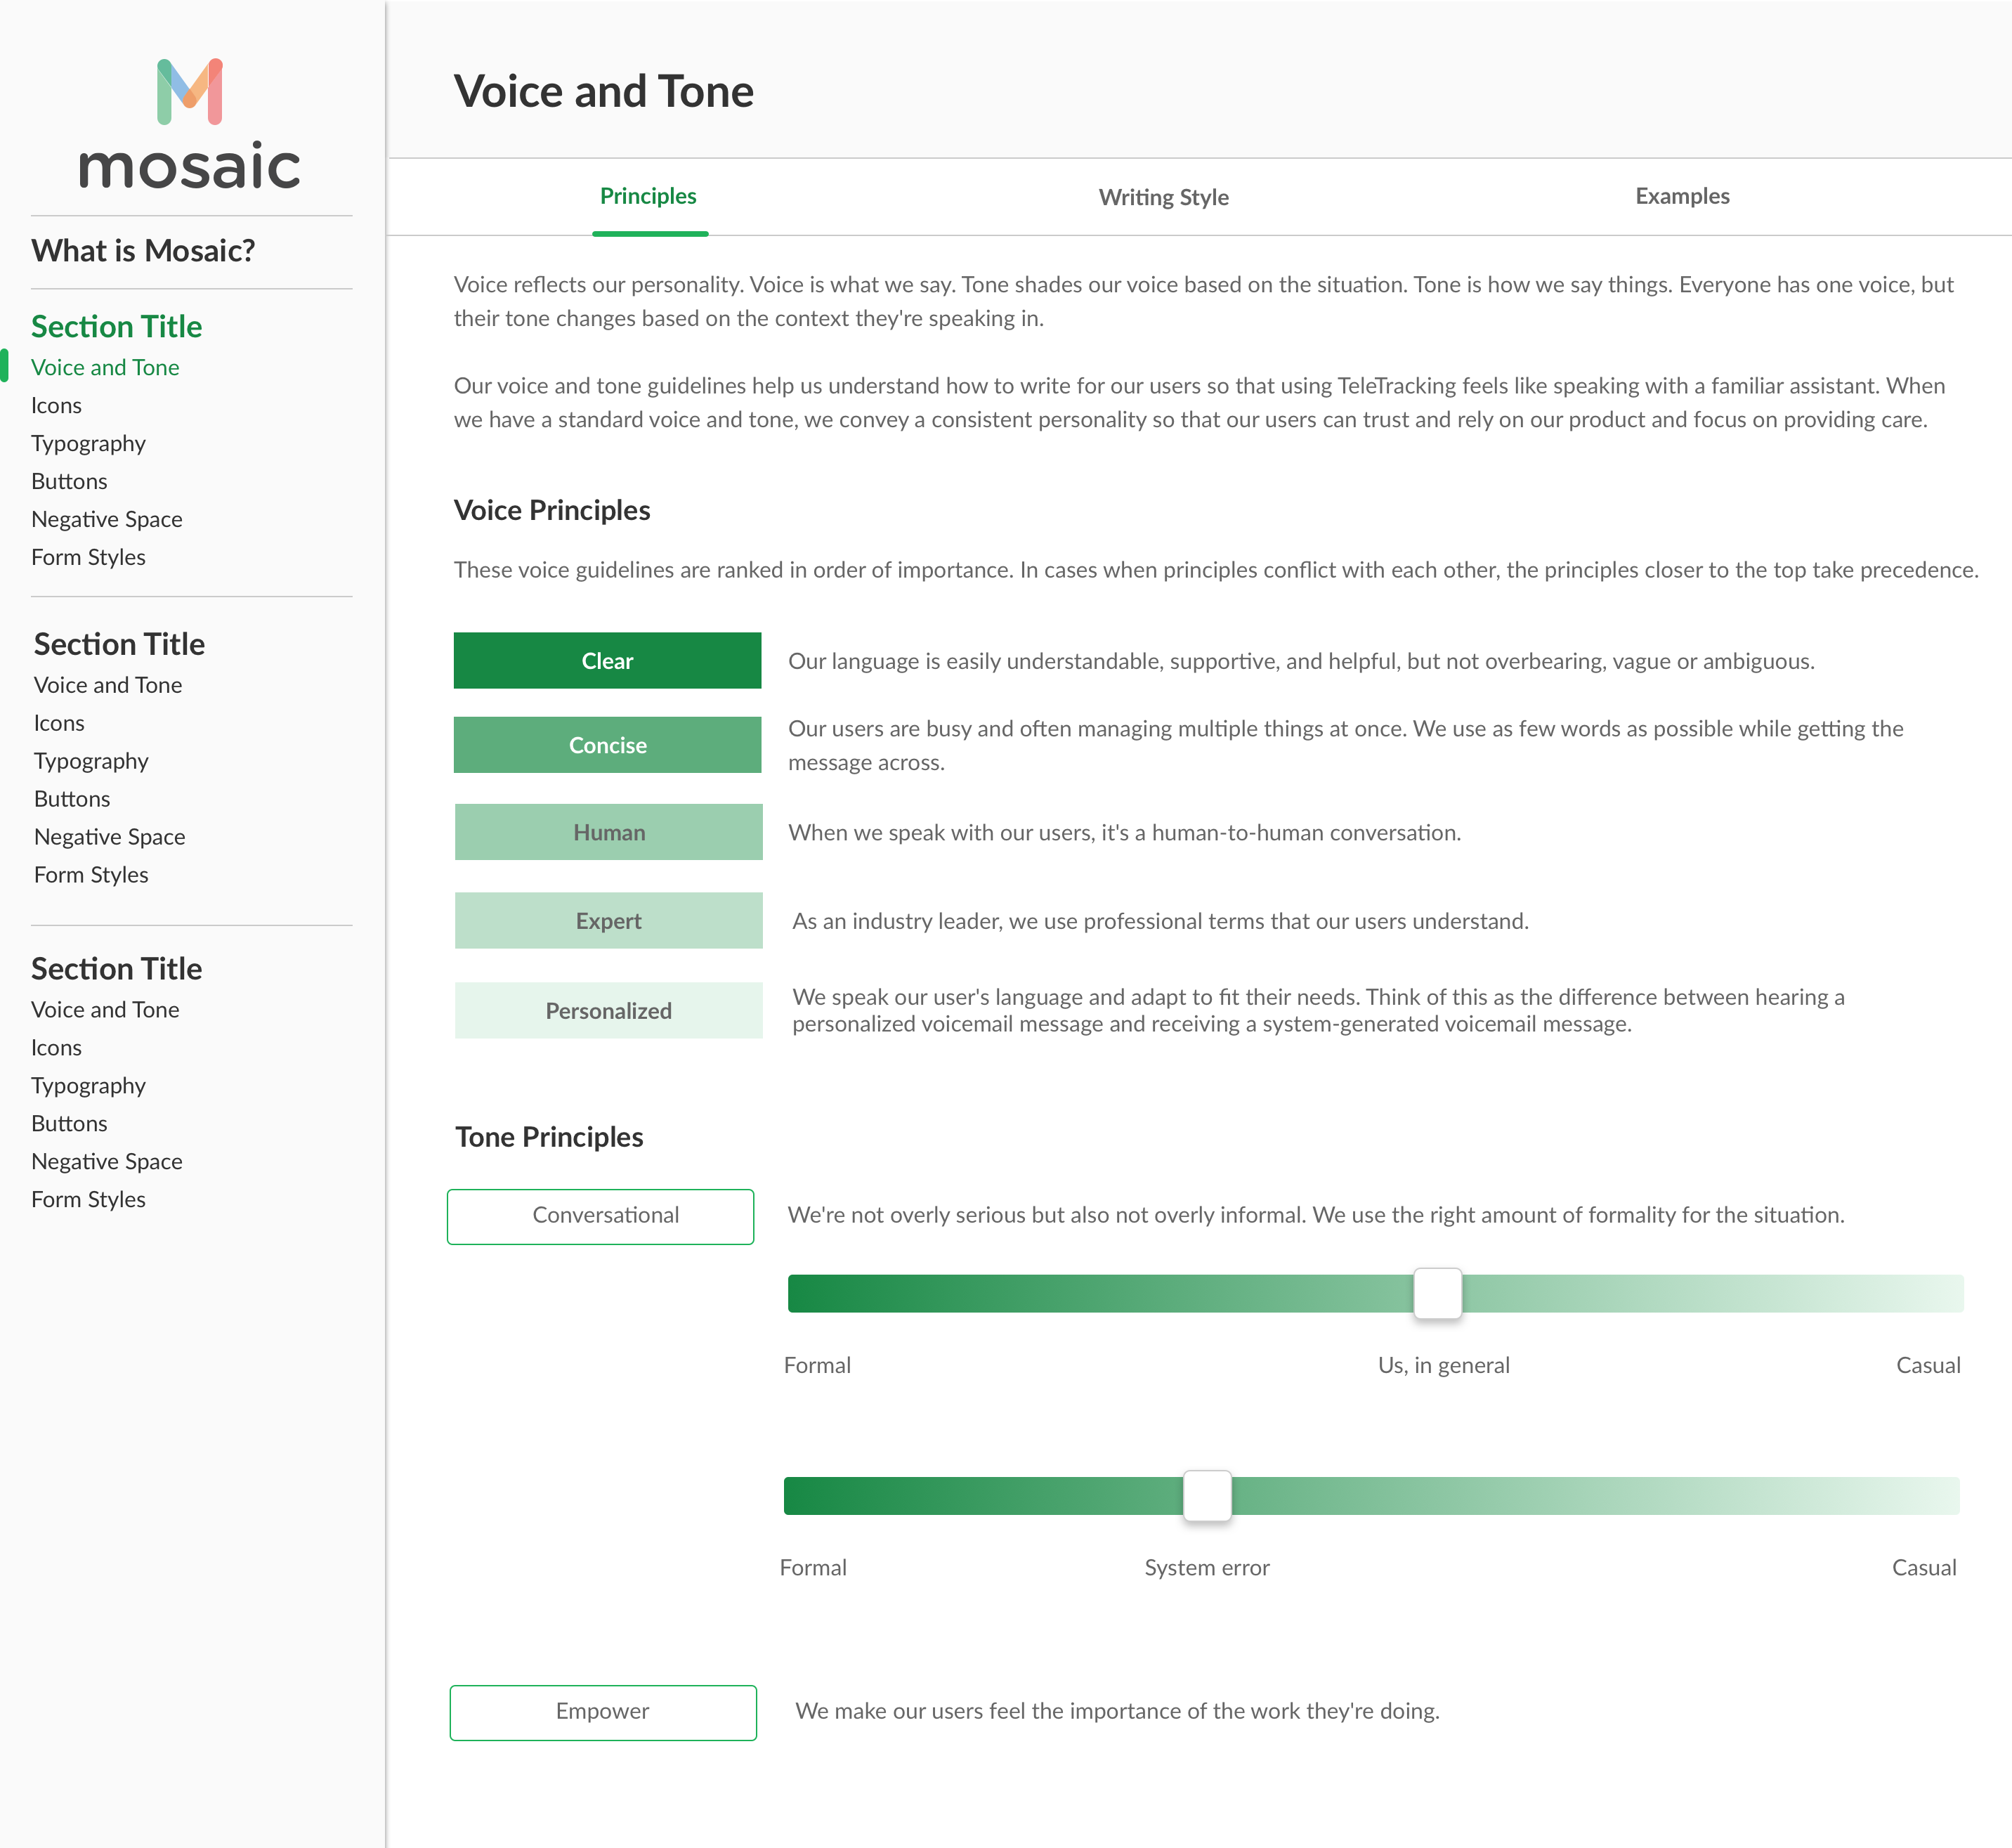 mosaic
What is Mosaic?
Section Title
Voice and Tone
Icons
Typography
Buttons
Negative Space
Form Styles
Section Title
Voice and Tone
Icons
Typography
Buttons
Negative Space
Form Styles
Section Title
Voice and Tone
Icons
Typography
Buttons
Negative Space
Form Styles
Voice and Tone
Principles
Writing Style
Examples
Voice reflects our personality. Voice is what we say. Tone shades our voice based on the situation. Tone is how we say things. Everyone has one voice, but
their tone changes based on the context they're speaking in.
Our voice and tone guidelines help us understand how to write for our users so that using TeleTracking feels like speaking with a familiar assistant. When
we have a standard voice and tone, we convey a consistent personality so that our users can trust and rely on our product and focus on providing care.
Voice Principles
These voice guidelines are ranked in order of importance. In cases when principles conflict with each other, the principles closer to the top take precedence.
Clear
Our language is easily understandable, supportive, and helpful, but not overbearing, vague or ambiguous.
Concise
Our users are busy and often managing multiple things at once. We use as few words as possible while getting the
message across.
Human
When we speak with our users, it's a human-to-human conversation.
Expert
As an industry leader, we use professional terms that our users understand.
Personalized
We speak our user's language and adapt to fit their needs. Think of this as the difference between hearing a
personalized voicemail message and receiving a system-generated voicemail message.
Tone Principles
Conversational
We're not overly serious but also not overly informal. We use the right amount of formality for the situation.
Formal
Us, in general
Casual
Formal
System error
Casual
Empower
We make our users feel the importance of the work they're doing.